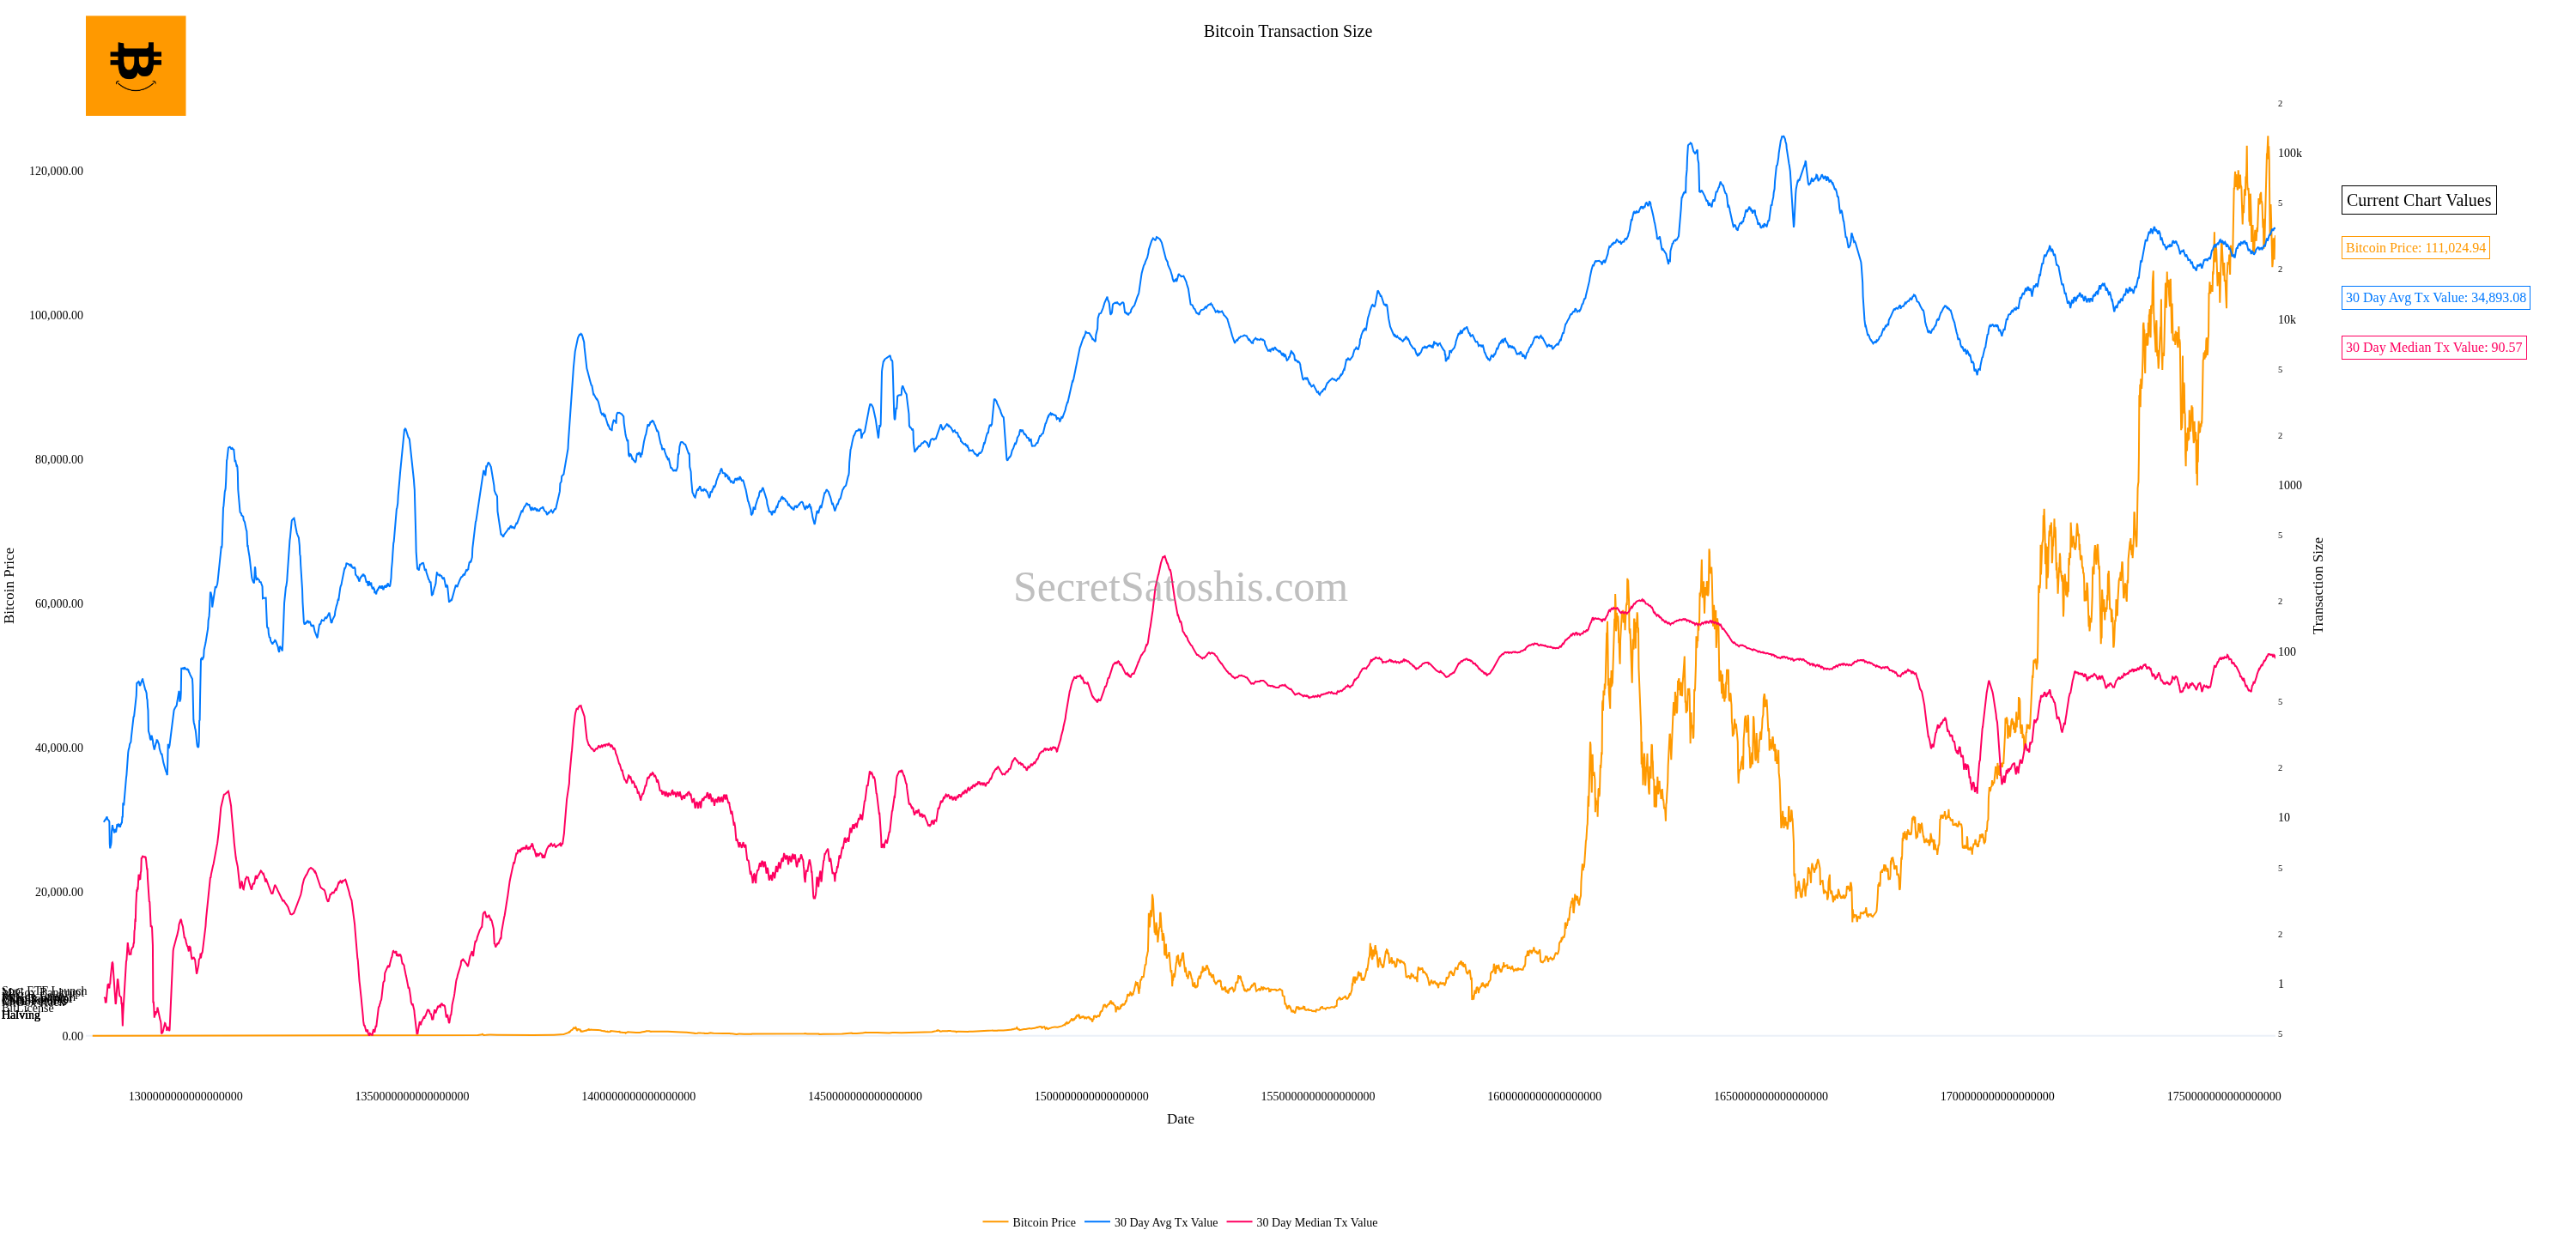 Bitcoin Transaction Size
120,000.00
100,000.00
80,000.00
60,000.00
40,000.00
20,000.00
0.00
Bitcoin Price
Spot ETF Launch
BitLicense
Halving
2
100k
5
2
10k
5
2
1000
5
2
100
5
2
10
5
2
1
5
Transaction Size
Current Chart Values
Bitcoin Price: 111,024.94
30 Day Avg Tx Value: 34,893.08
30 Day Median Tx Value: 90.57
SecretSatoshis.com
1300000000000000000
1350000000000000000
1400000000000000000
1450000000000000000
1500000000000000000
1550000000000000000
1600000000000000000
1650000000000000000
1700000000000000000
1750000000000000000
Date
Bitcoin Price
30 Day Avg Tx Value
30 Day Median Tx Value